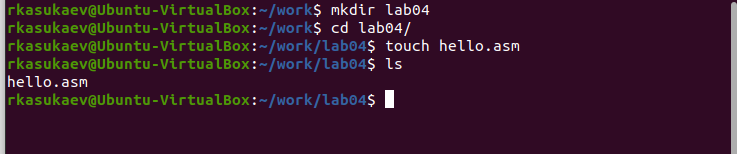 rkasukaev@Ubuntu-VirtualBox:~/work$ mkdir lab04
rkasukaev@Ubuntu-VirtualBox:~/work$ cd lab04/
rkasukaev@Ubuntu-VirtualBox:~/work/lab04$ touch hello.asm
rkasukaev@Ubuntu-VirtualBox:~/work/lab04$ ls
hello.asm
rkasukaev@Ubuntu-VirtualBox:~/work/lab04$